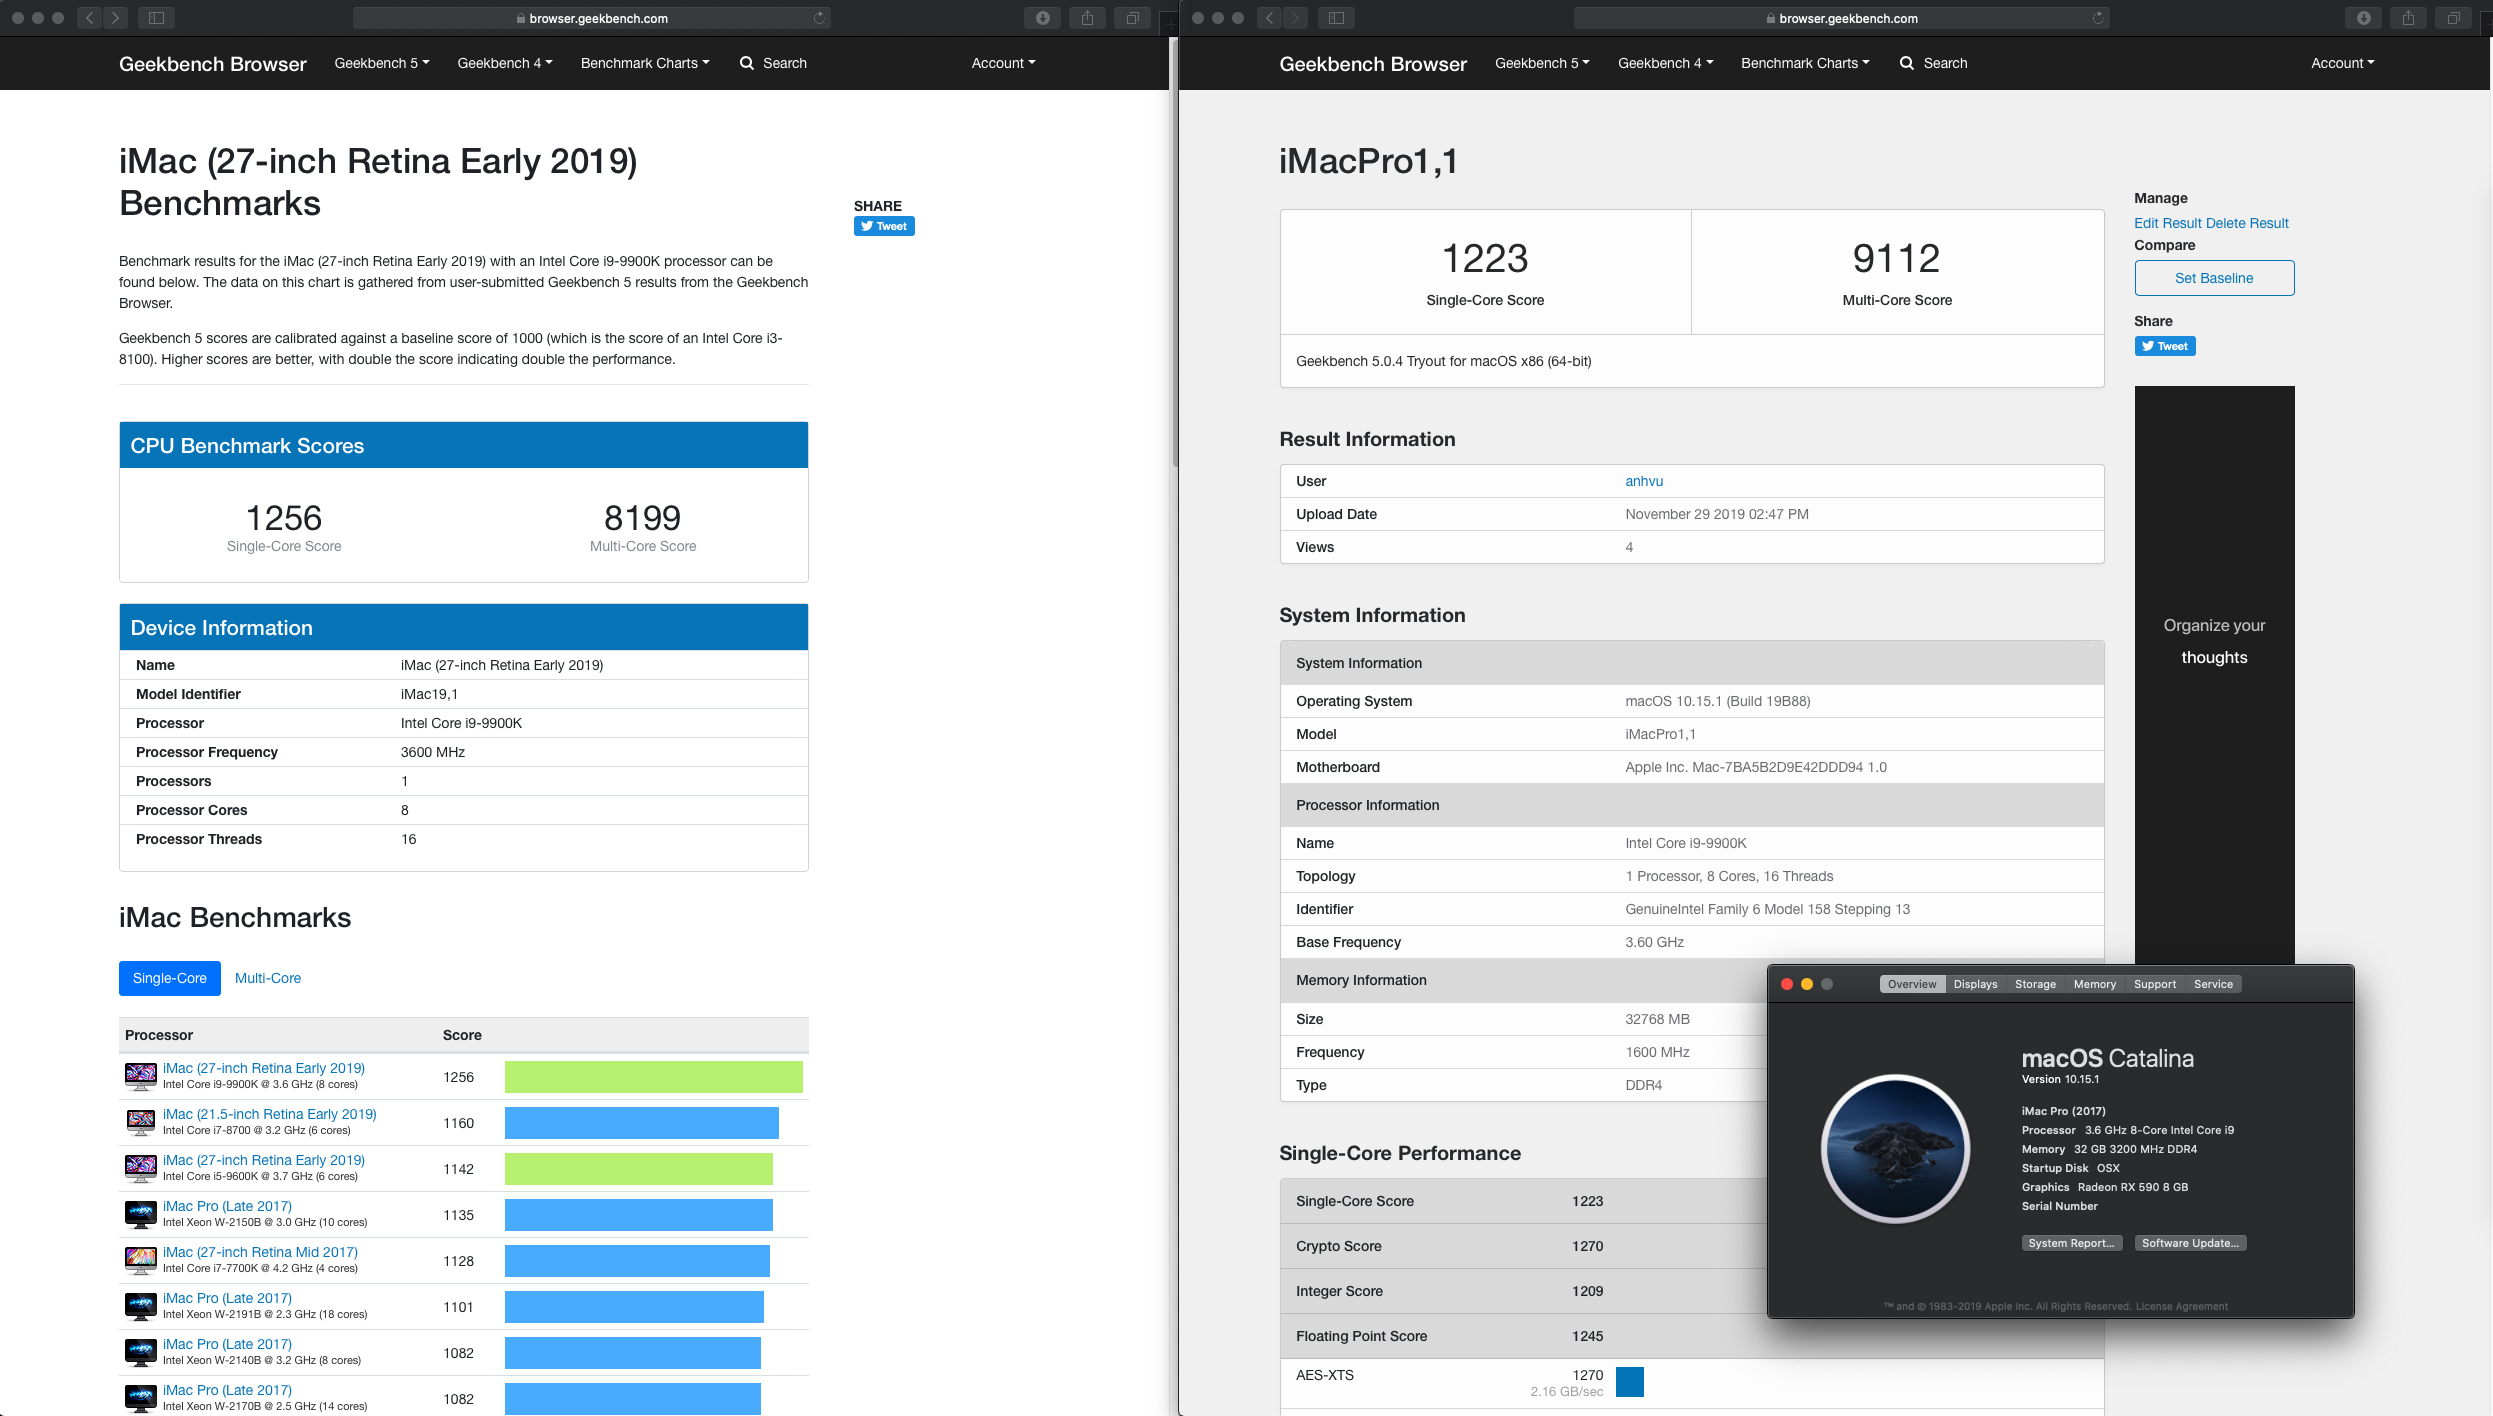 browser.geekbench.com
Geekbench Browser
Geekbench 5
Geekbench 4
Benchmark Charts
Search
Account
iMac (27-inch Retina Early 2019)
Benchmarks
SHARE
Tweet
Benchmark results for the iMac (27-inch Retina Early 2019) with an Intel Core i9-9900K processor can be
found below. The data on this chart is gathered from user-submitted Geekbench 5 results from the Geekbench
Browser.
Geekbench 5 scores are calibrated against a baseline score of 1000 (which is the score of an Intel Core i3-
8100). Higher scores are better, with double the score indicating double the performance.
CPU Benchmark Scores
1256 8199
Single-Core Score Multi-Core Score
Device Information
Name iMac (27-inch Retina Early 2019)
Model Identifier iMac19,1
Processor Intel Core i9-9900K
Processor Frequency 3600 MHz
Processors 1
Processor Cores 8
Processor Threads 16
iMac Benchmarks
Single-Core Multi-Core
Processor Score
iMac (27-inch Retina Early 2019)
Intel Core i9-9900K @ 3.6 GHz (8 cores)
1256
iMac (21.5-inch Retina Early 2019)
Intel Core i7-8700 @ 3.2 GHz (6 cores)
1160
iMac (27-inch Retina Early 2019)
Intel Core i5-9600K @ 3.7 GHz (6 cores)
1142
iMac Pro (Late 2017)
Intel Xeon W-2150B @ 3.0 GHz (10 cores)
1135
iMac (27-inch Retina Mid 2017)
Intel Core i7-7700K @ 4.2 GHz (4 cores)
1128
iMac Pro (Late 2017)
Intel Xeon W-2191B @ 2.3 GHz (18 cores)
1101
iMac Pro (Late 2017)
Intel Xeon W-2140B @ 3.2 GHz (8 cores)
1082
iMac Pro (Late 2017)
Intel Xeon W-2170B @ 2.5 GHz (14 cores)
1082
browser.geekbench.com
Geekbench Browser
Geekbench 5
Geekbench 4
Benchmark Charts
Search
Account
iMacPro1,1
1223 9112
Single-Core Score Multi-Core Score
Geekbench 5.0.4 Tryout for macOS x86 (64-bit)
Manage
Edit Result Delete Result
Compare
Set Baseline
Share
Tweet
Organize your
thoughts
Result Information
User anhvu
Upload Date November 29 2019 02:47 PM
Views 4
System Information
System Information
Operating System macOS 10.15.1 (Build 19B88)
Model iMacPro1,1
Motherboard Apple Inc. Mac-7BA5B2D9E42DDD94 1.0
Processor Information
Name Intel Core i9-9900K
Topology 1 Processor, 8 Cores, 16 Threads
Identifier GenuineIntel Family 6 Model 158 Stepping 13
Base Frequency 3.60 GHz
Memory Information
Size 32768 MB
Frequency 1600 MHz
Type DDR4
Single-Core Performance
Single-Core Score 1223
Crypto Score 1270
Integer Score 1209
Floating Point Score 1245
AES-XTS 1270
2.16 GB/sec
Overview Displays Storage Memory Support Service
macOS Catalina
Version 10.15.1
iMac Pro (2017)
Processor 3.6 GHz 8-Core Intel Core i9
Memory 32 GB 3200 MHz DDR4
Startup Disk OSX
Graphics Radeon RX 590 8 GB
Serial Number
System Report... Software Update...
™ and © 1983-2019 Apple Inc. All Rights Reserved. License Agreement